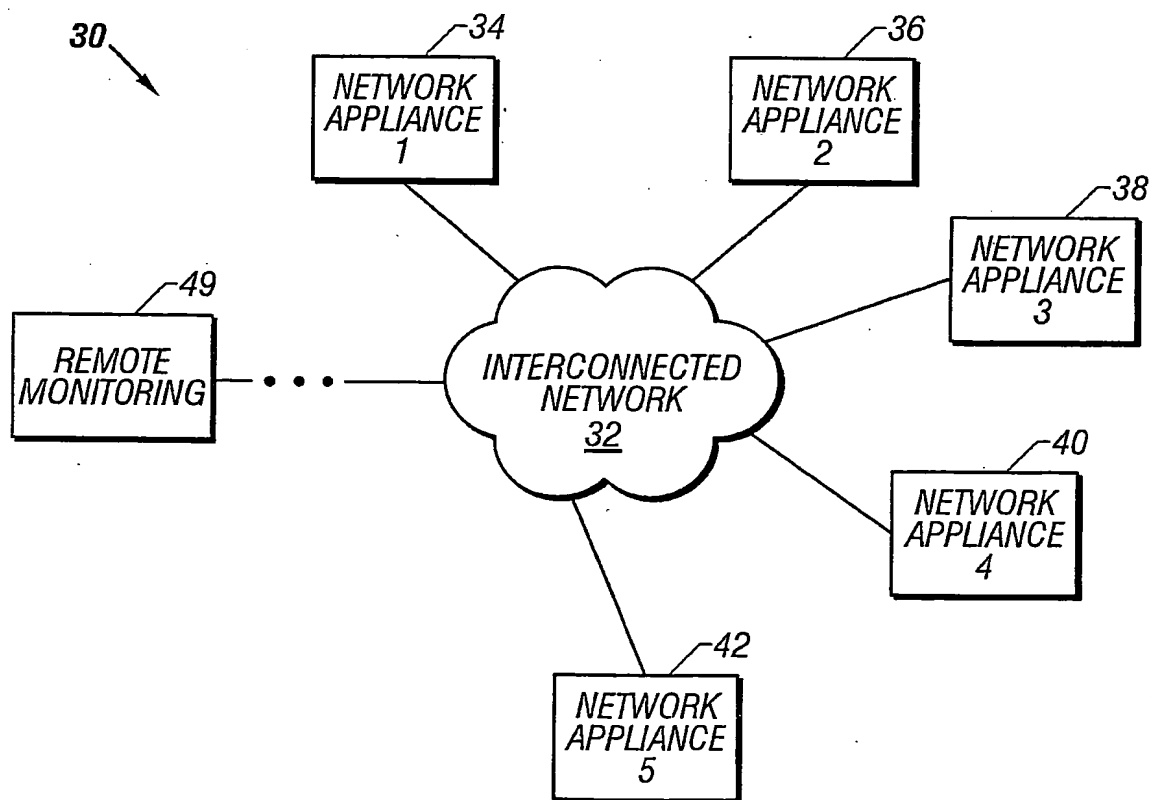 30
34
NETWORK
APPLIANCE
1
36
NETWORK
APPLIANCE
2
38
NETWORK
APPLIANCE
3
49
REMOTE
MONITORING
INTERCONNECTED
NETWORK
32
40
NETWORK
APPLIANCE
4
42
NETWORK
APPLIANCE
5